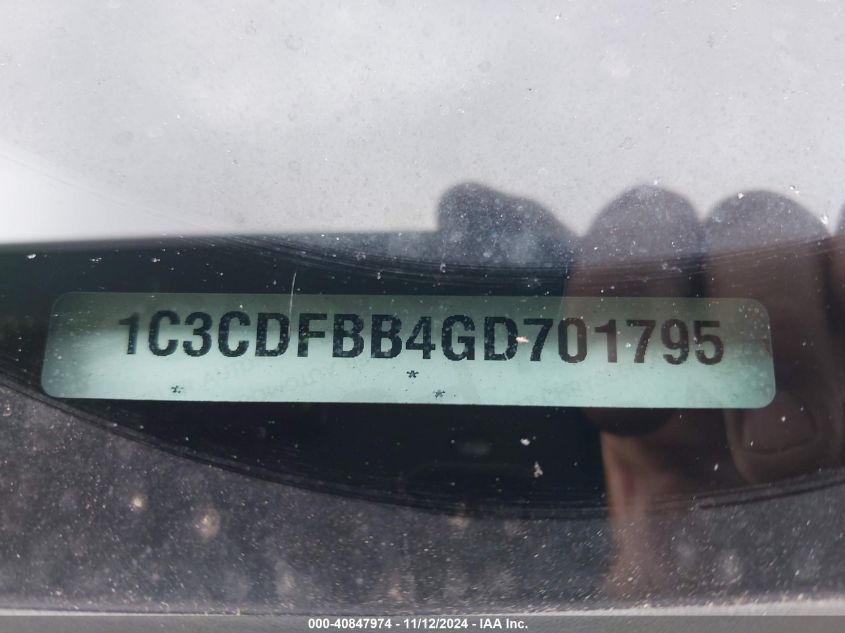 1C3CDFBB4GD701795
* * *
000-40847974 - 11/12/2024 - IAA Inc.